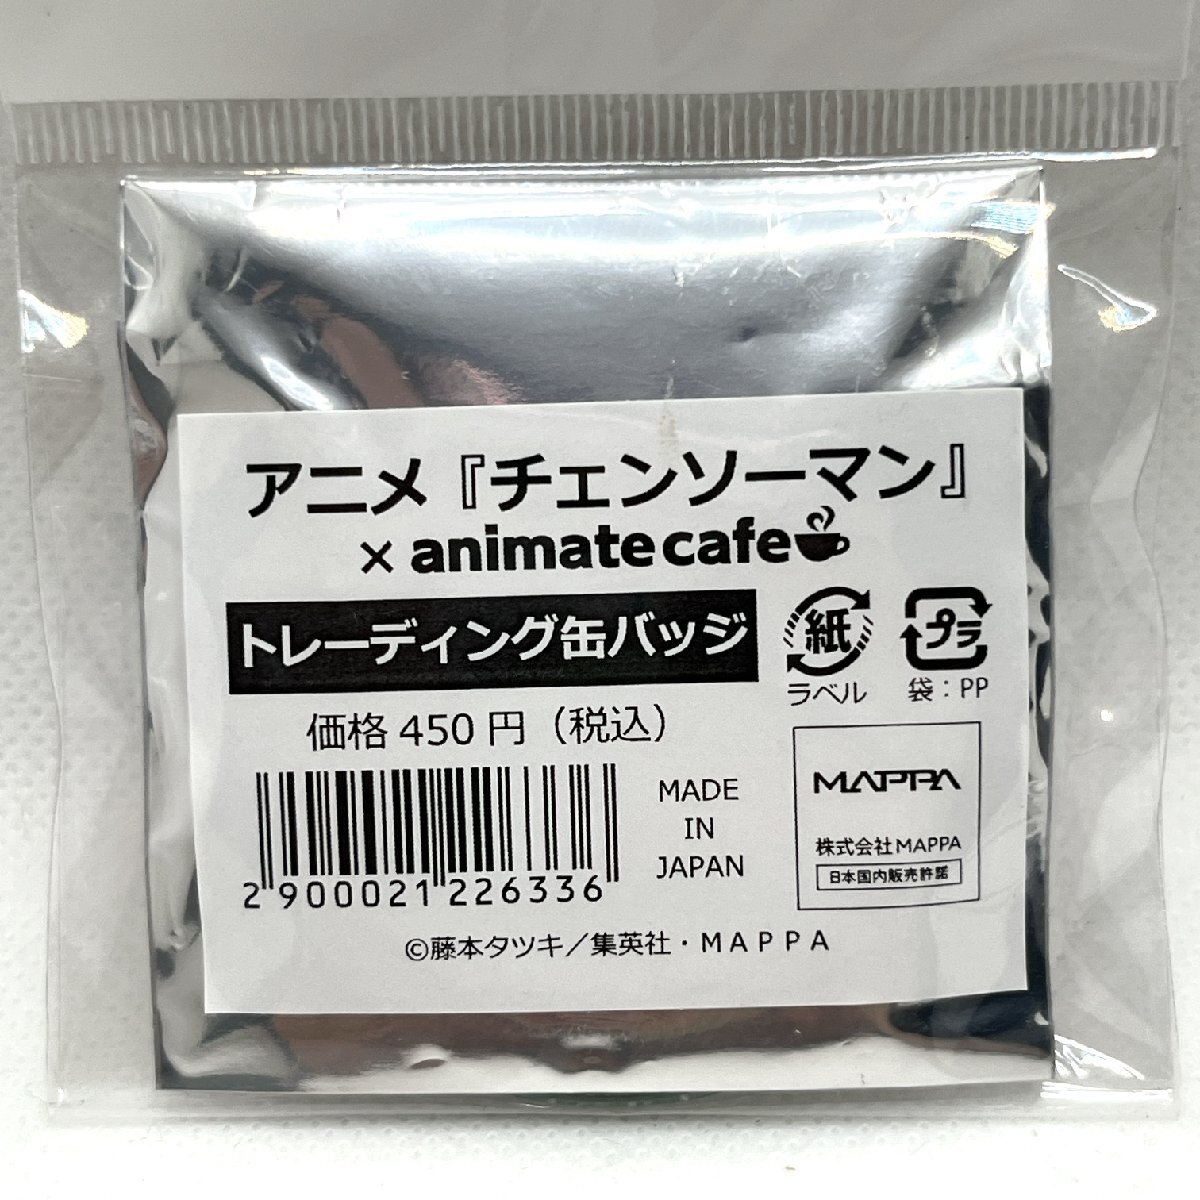 アニメ『チェンソーマン』
× animatecafe
トレーディング缶バッジ
紙
ラベル
プラ
袋：PP
価格 450 円（税込）
2 900021 226336
MADE
IN
JAPAN
MAPPA
株式会社MAPPA
日本国内販売許諾
©藤本タツキ／集英社・MAPPA